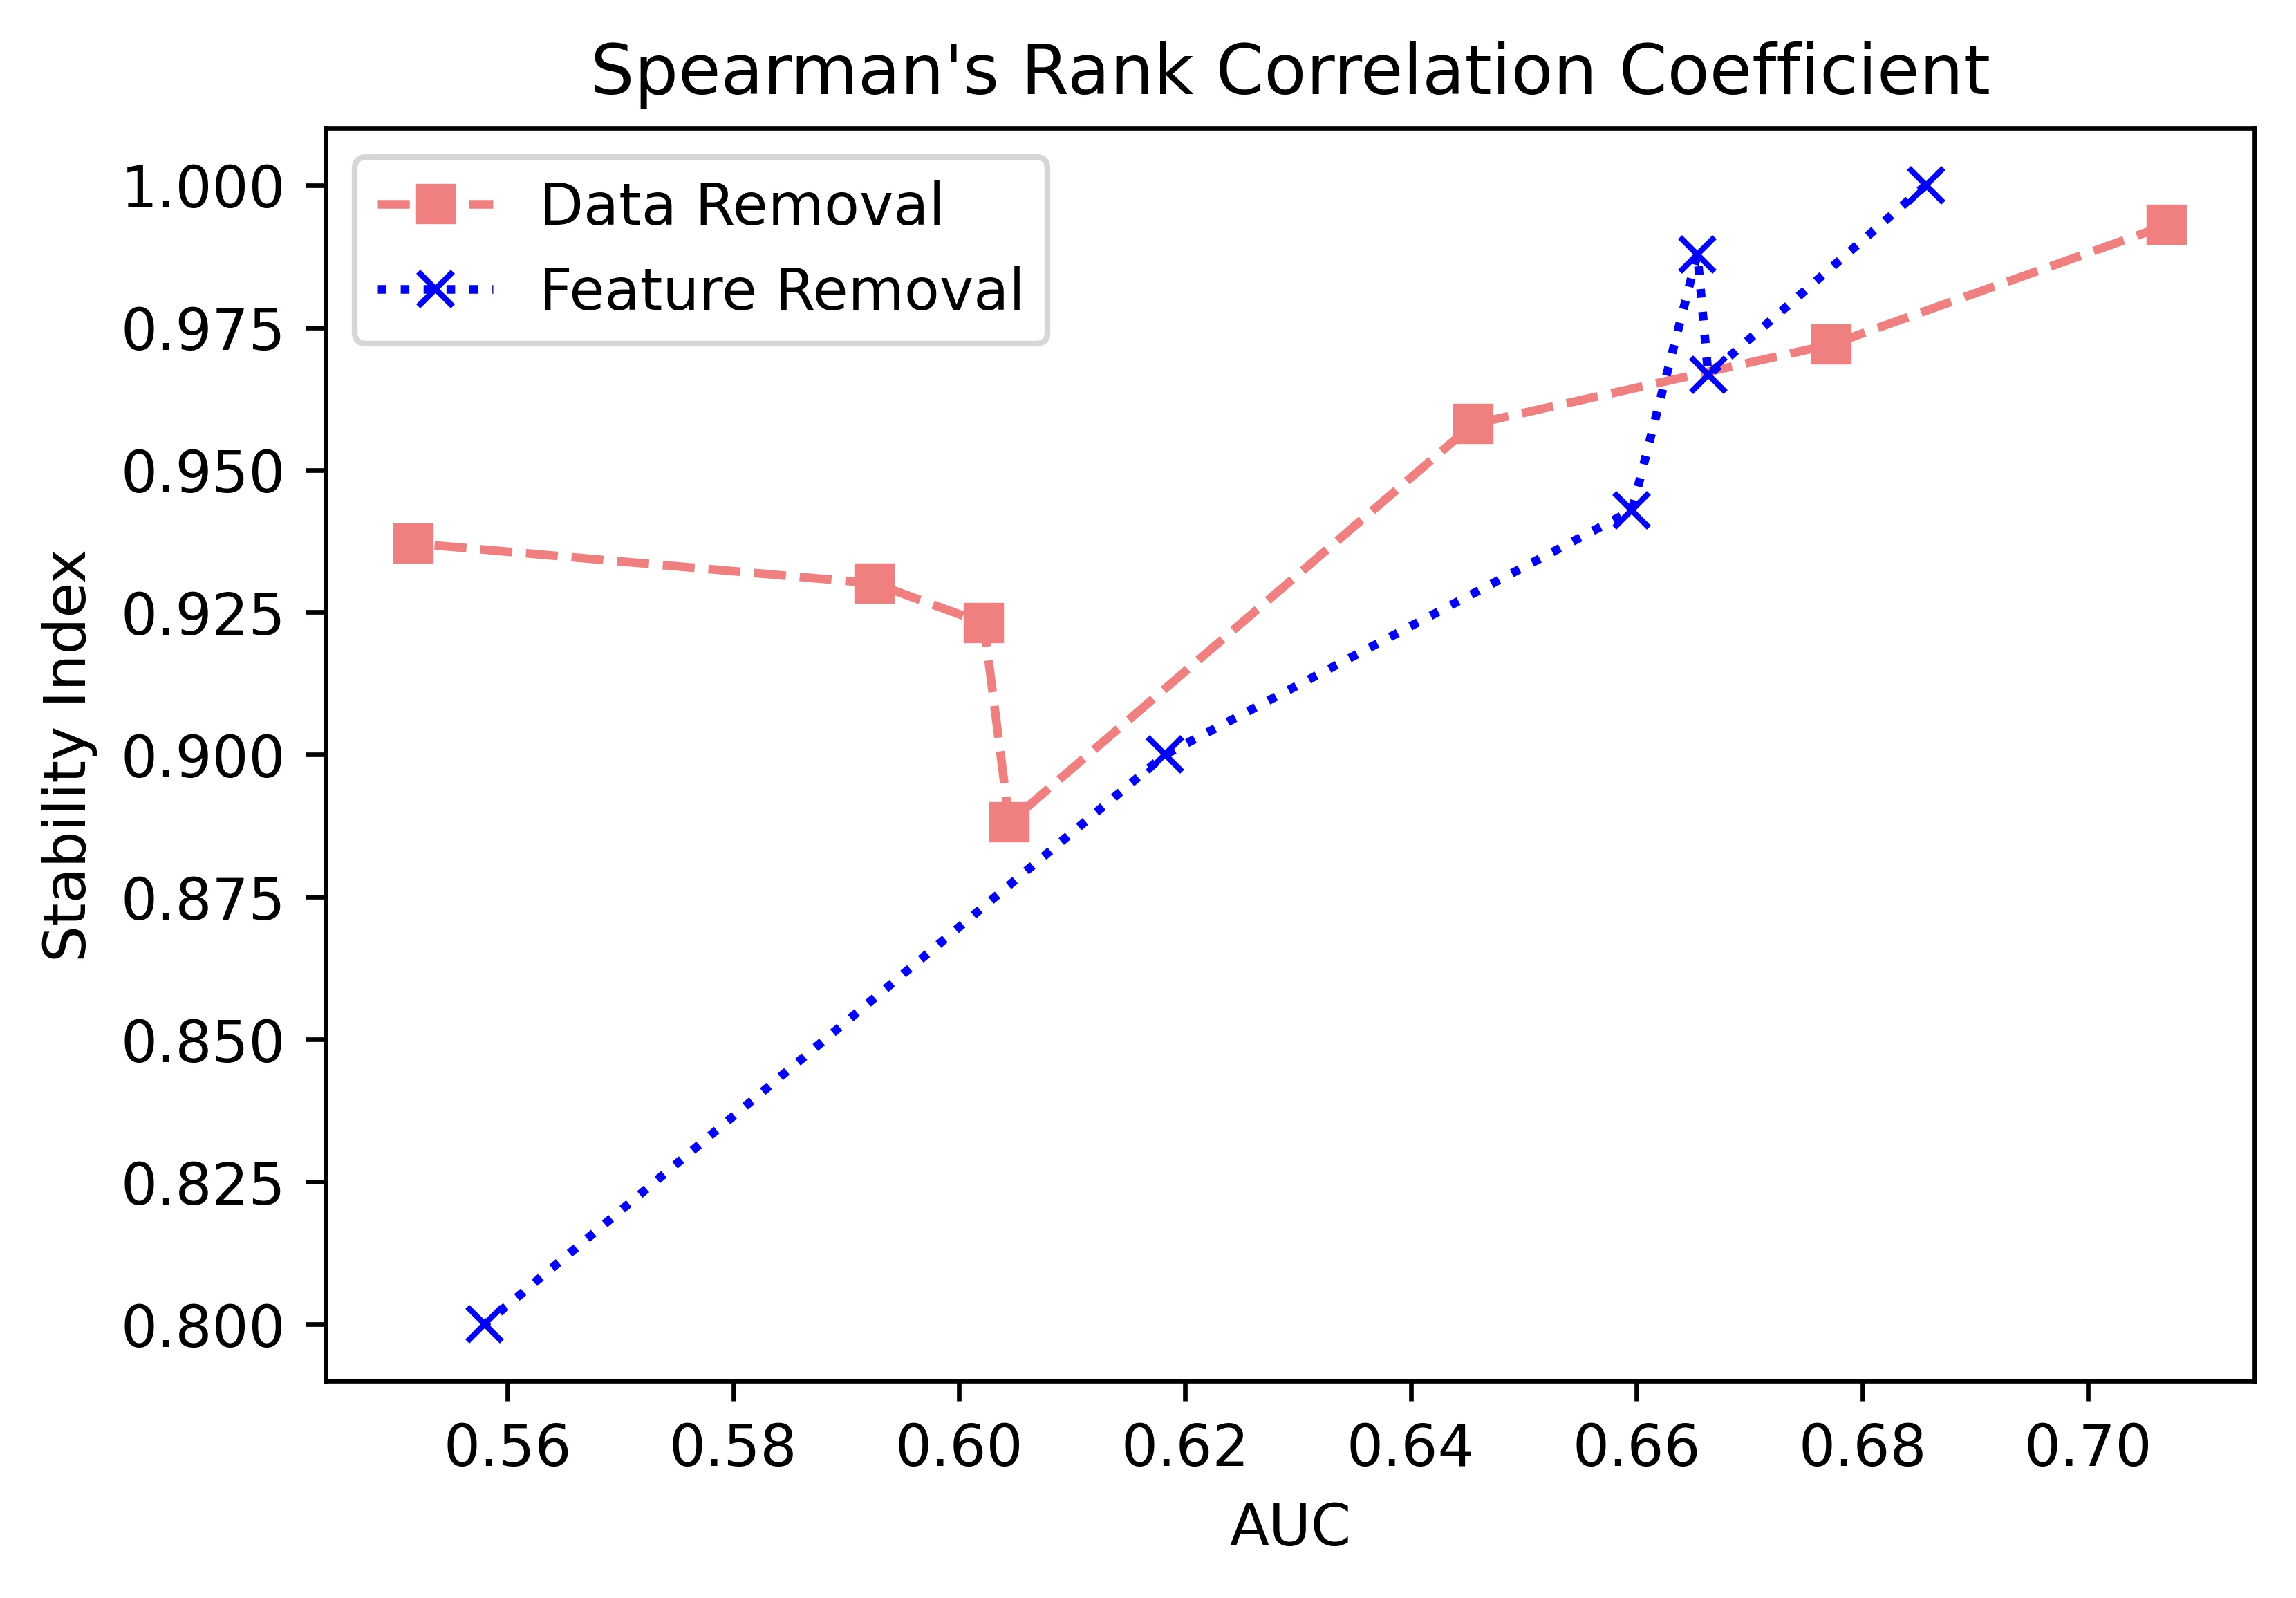 Spearman's Rank Correlation Coefficient
Data Removal
Feature Removal
1.000
0.975
0.950
0.925
0.900
0.875
0.850
0.825
0.800
Stability Index
0.56 0.58 0.60 0.62 0.64 0.66 0.68 0.70
AUC